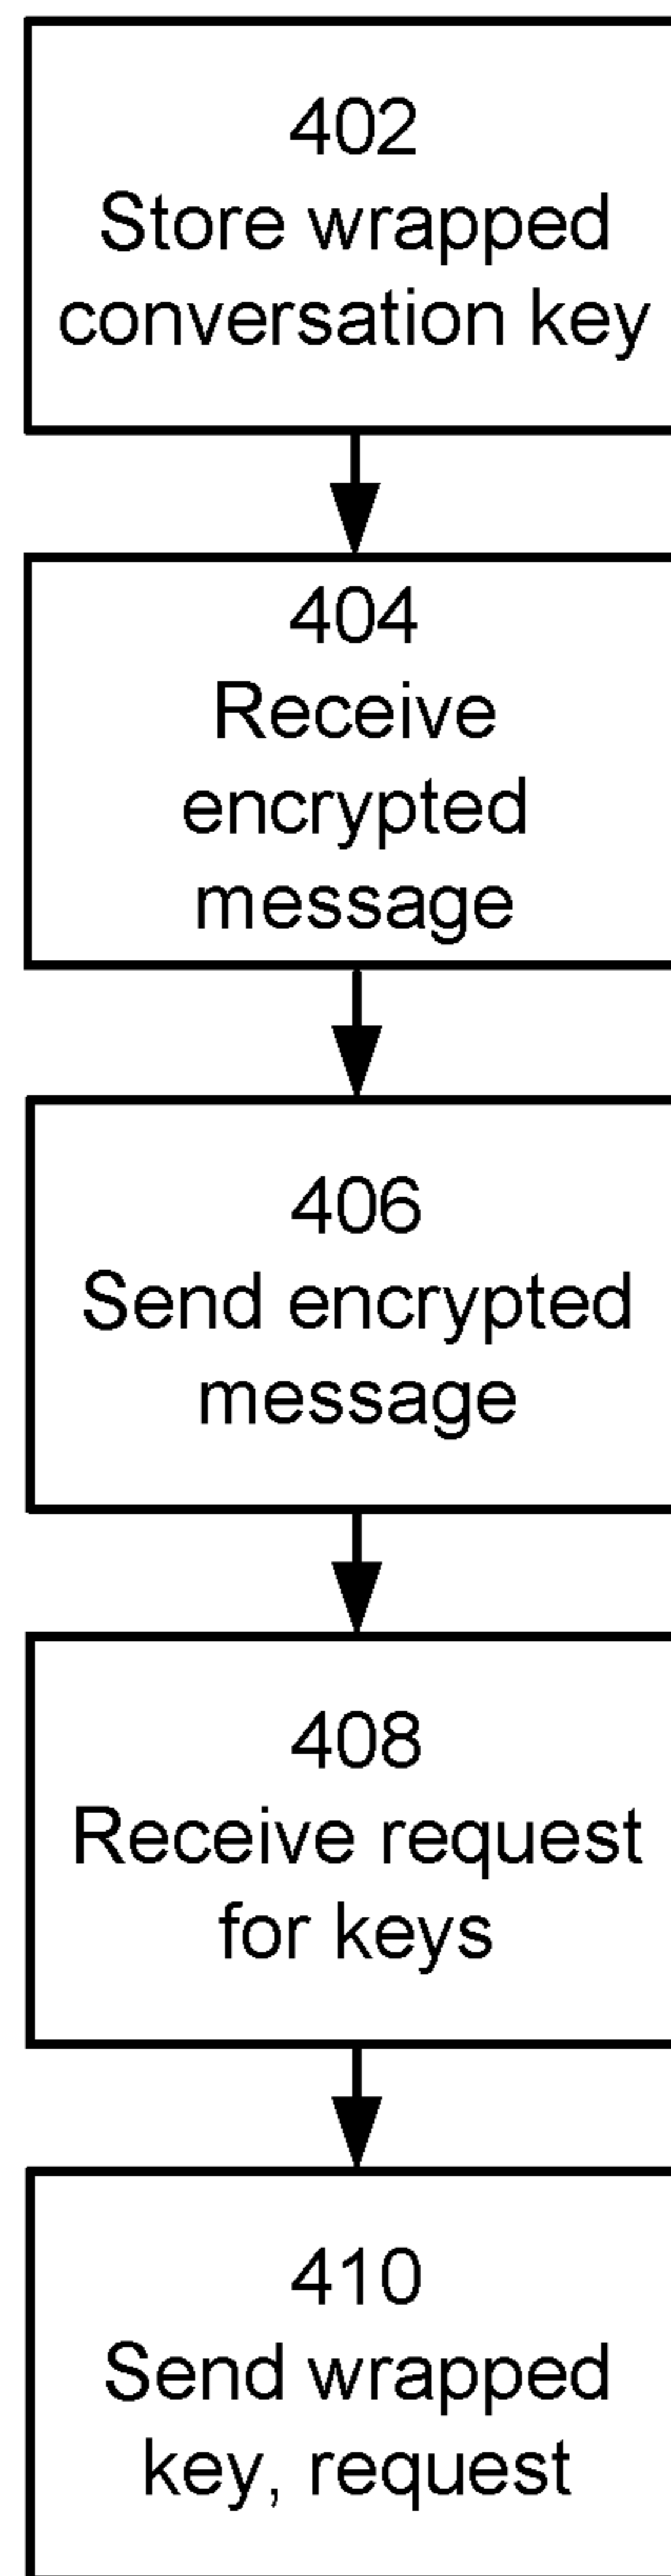 402
Store wrapped
conversation key
404
Receive
encrypted
message
406
Send encrypted
message
408
Receive request
for keys
410
Send wrapped
key, request